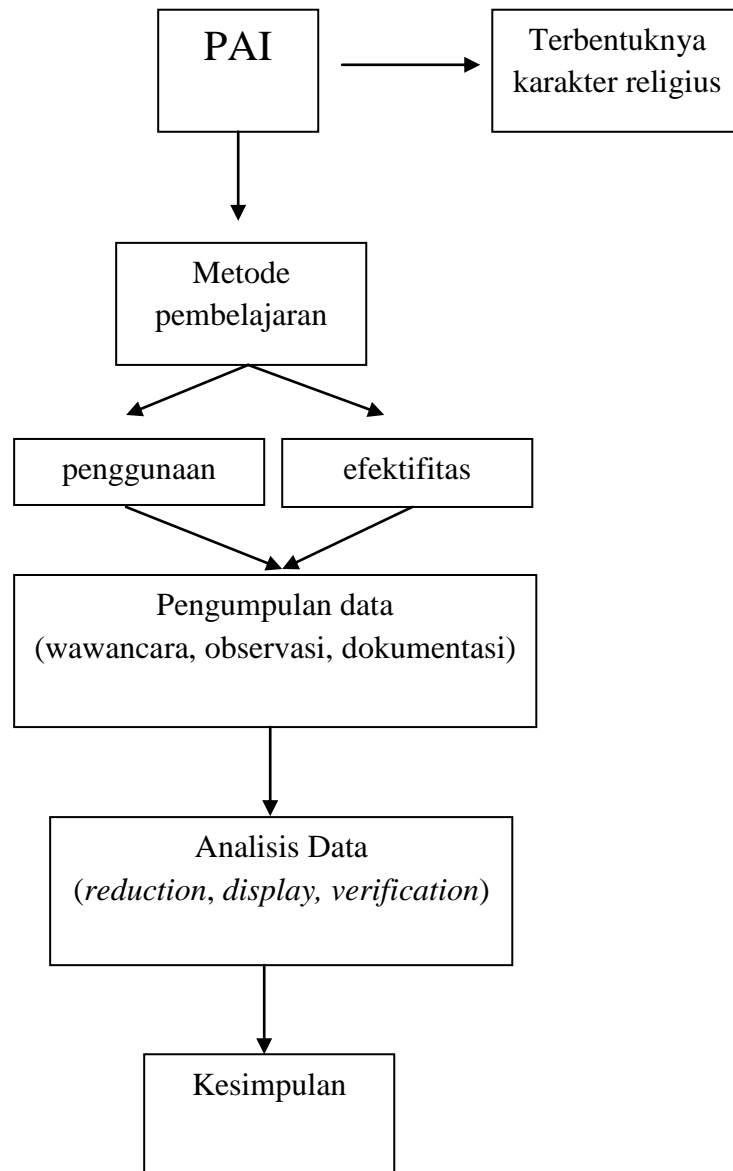 PAI
Terbentuknya
karakter religius
Metode
pembelajaran
penggunaan
efektifitas
Pengumpulan data
(wawancara, observasi, dokumentasi)
Analisis Data
(reduction, display, verification)
Kesimpulan